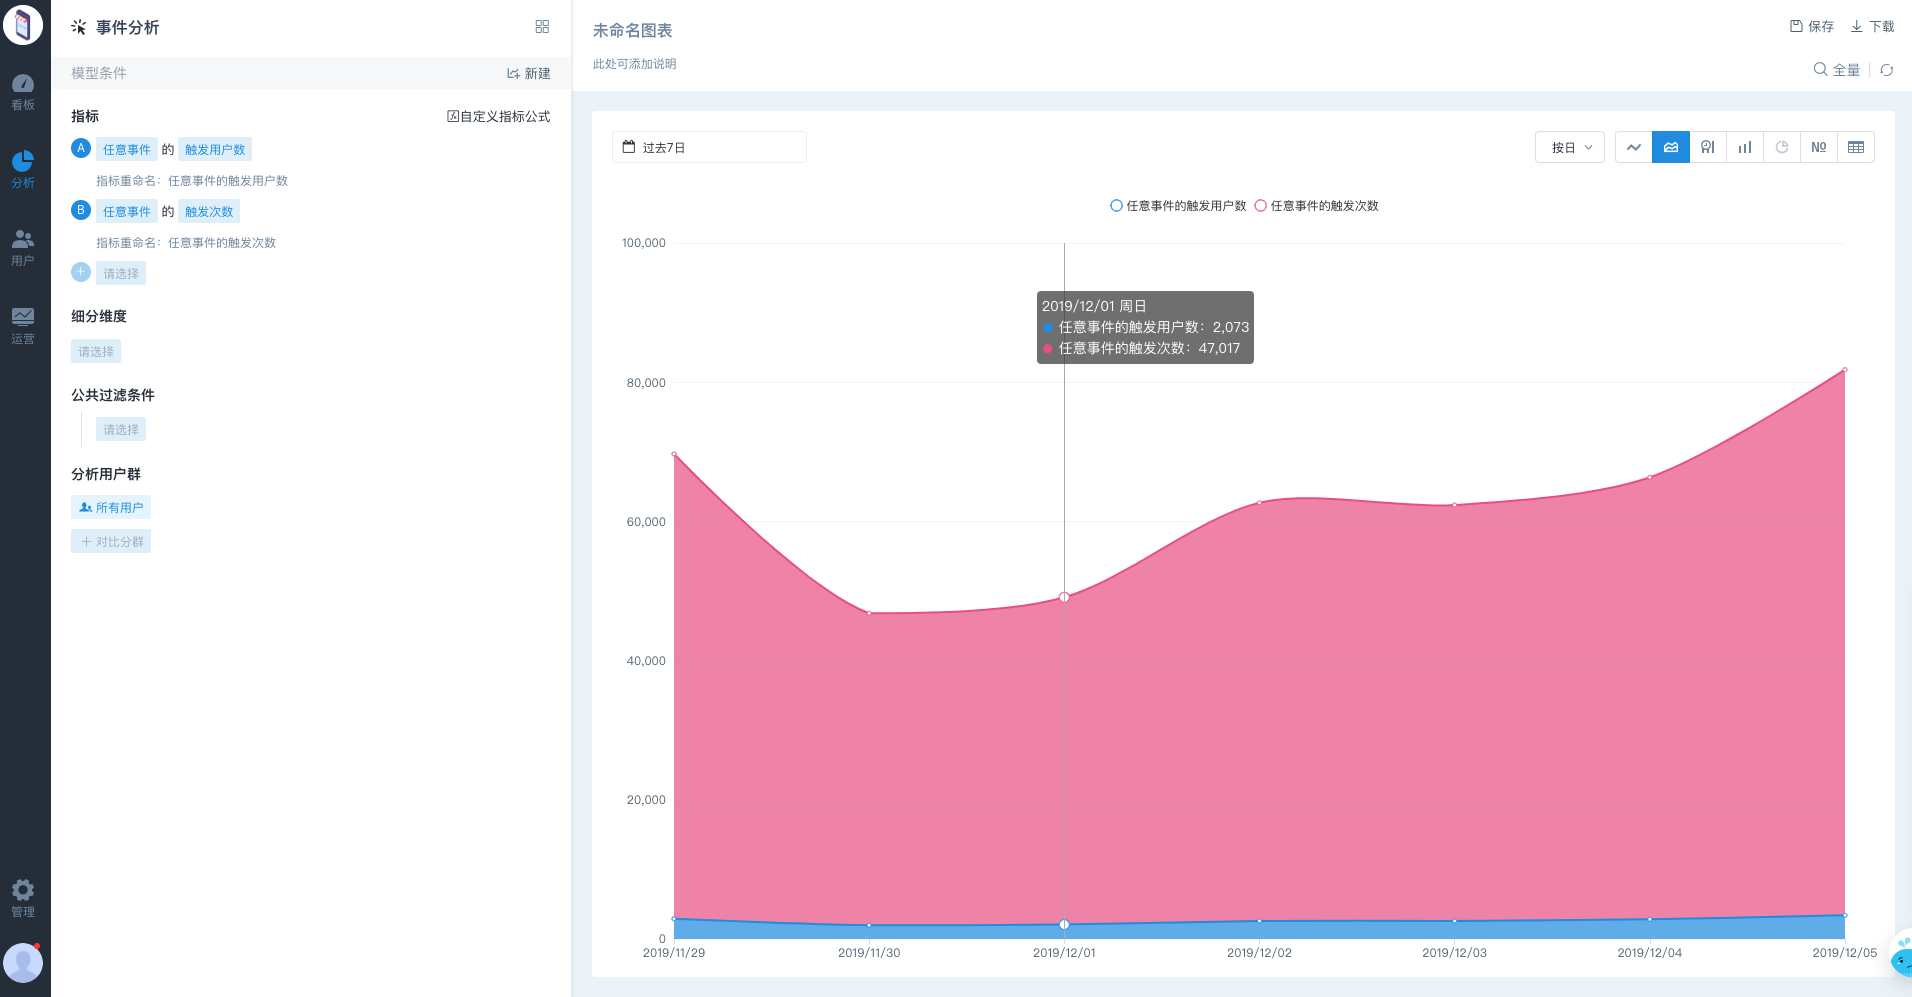 看板
分析
用户
运营
管理
事件分析
模型条件
新建
指标
自定义指标公式
A 任意事件 的 触发用户数
指标重命名：任意事件的触发用户数
B 任意事件 的 触发次数
指标重命名：任意事件的触发次数
+ 请选择
细分维度
请选择
公共过滤条件
请选择
分析用户群
所有用户
+ 对比分群
未命名图表
保存 下载
此处可添加说明
全量
过去7日
按日
Nº
任意事件的触发用户数 任意事件的触发次数
100,000
2019/12/01 周日
任意事件的触发用户数：2,073
任意事件的触发次数：47,017
80,000
60,000
40,000
20,000
0
2019/11/29 2019/11/30 2019/12/01 2019/12/02 2019/12/03 2019/12/04 2019/12/05